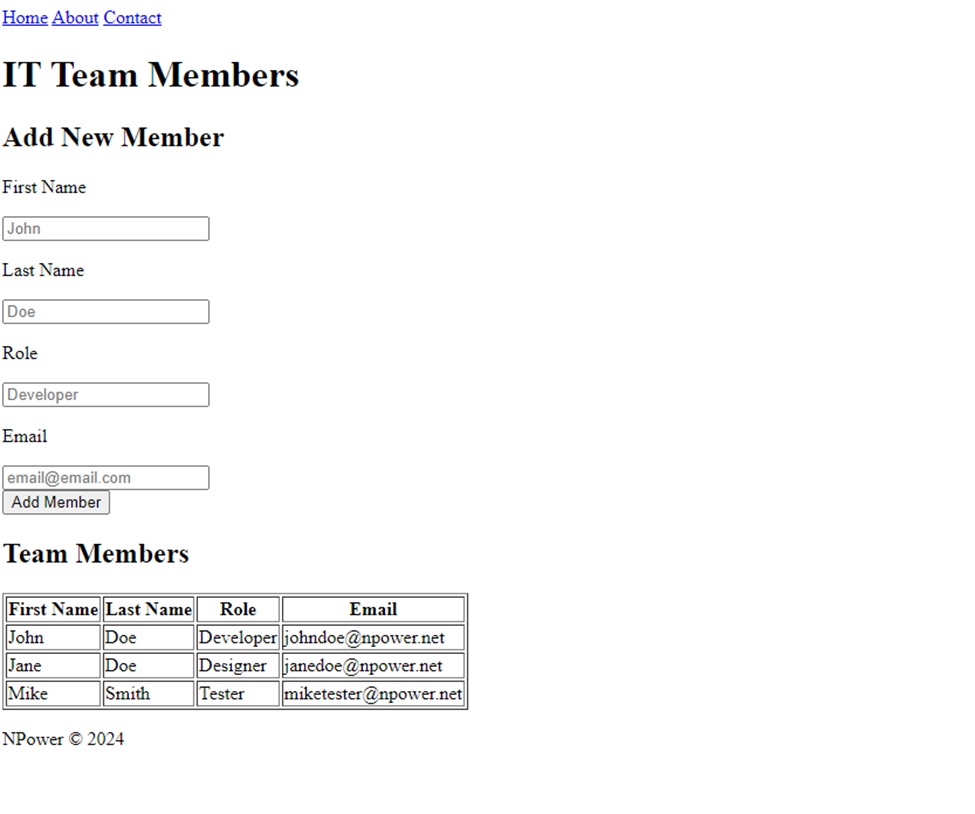 Home About Contact
IT Team Members
Add New Member
First Name
John
Last Name
Doe
Role
Developer
Email
email@email.com
Add Member
Team Members
First Name Last Name Role Email
John Doe Developer johndoe@npower.net
Jane Doe Designer janedoe@npower.net
Mike Smith Tester miketester@npower.net
NPower © 2024